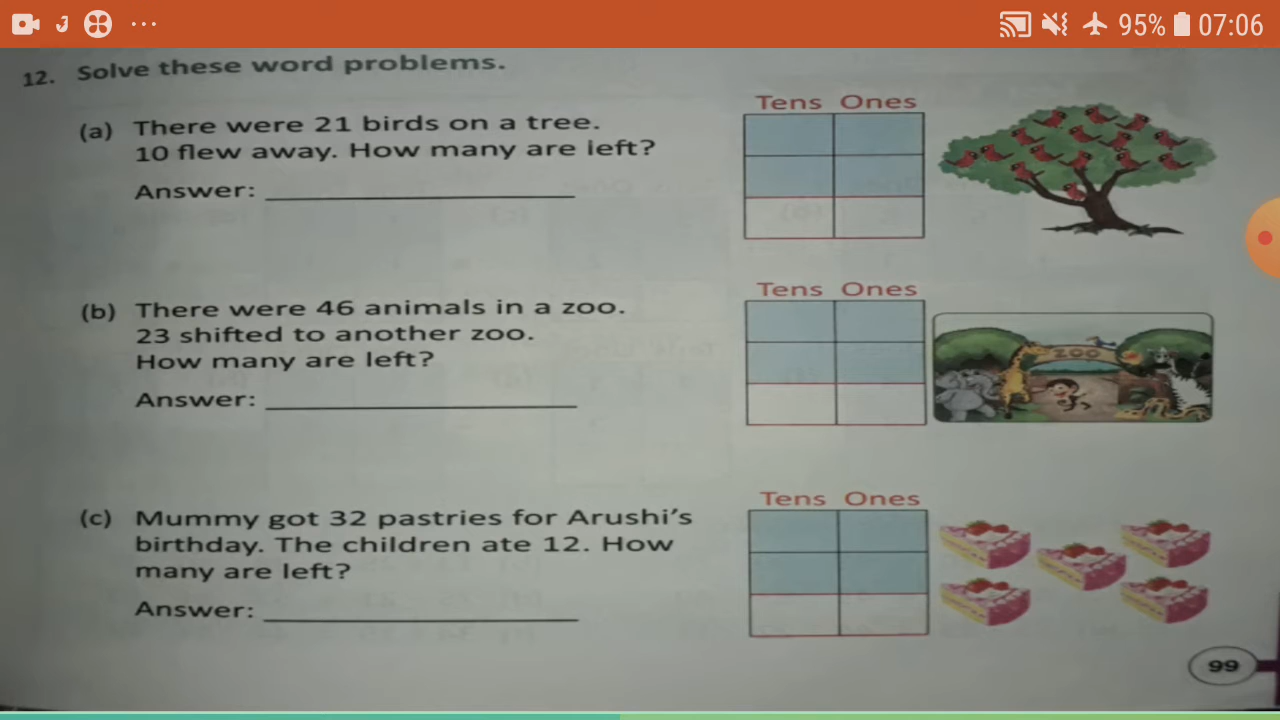 95% 07:06
12. Solve these word problems.
Tens Ones
(a) There were 21 birds on a tree.
10 flew away. How many are left?
Answer:
Tens Ones
(b) There were 46 animals in a zoo.
23 shifted to another zoo.
How many are left?
ZOO
Answer:
Tens Ones
(c) Mummy got 32 pastries for Arushi's
birthday. The children ate 12. How
many are left?
Answer:
99